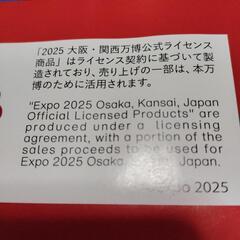 「2025 大阪・関西万博公式ライセンス
商品」はライセンス契約に基づいて製
造されており、売り上げの一部は、本万
博のために活用されます。
"Expo 2025 Osaka, Kansai, Japan
Official Licensed Products" are
produced under a licensing
agreement, with a portion of the
sales proceeds to be used for
Expo 2025 Osaka, Kansai, Japan.
expo 2025